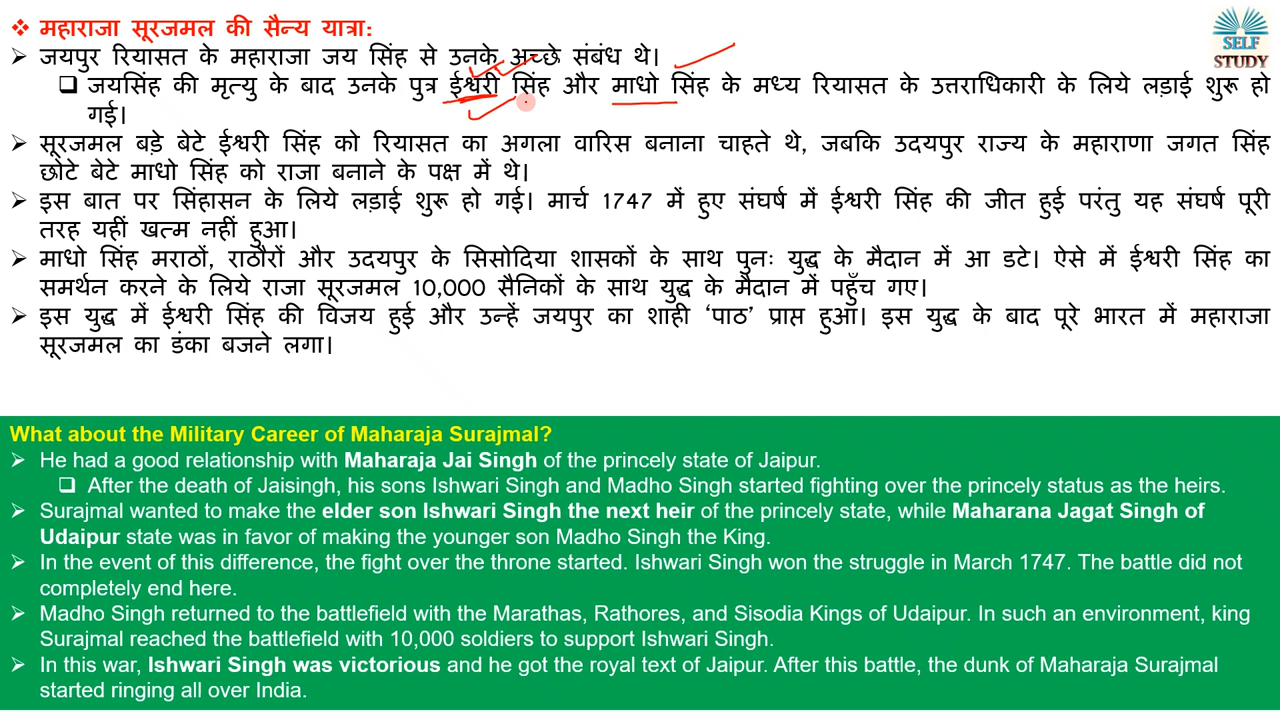 ❖ महाराजा सूरजमल की सैन्य यात्रा:
➢ जयपुर रियासत के महाराजा जय सिंह से उनके अच्छे संबंध थे।
❑ जयसिंह की मृत्यु के बाद उनके पुत्र ईश्वरी सिंह और माधो सिंह के मध्य रियासत के उत्तराधिकारी के लिये लड़ाई शुरू हो
गई।
➢ सूरजमल बड़े बेटे ईश्वरी सिंह को रियासत का अगला वारिस बनाना चाहते थे, जबकि उदयपुर राज्य के महाराणा जगत सिंह
छोटे बेटे माधो सिंह को राजा बनाने के पक्ष में थे।
➢ इस बात पर सिंहासन के लिये लड़ाई शुरू हो गई। मार्च 1747 में हुए संघर्ष में ईश्वरी सिंह की जीत हुई परंतु यह संघर्ष पूरी
तरह यहीं खत्म नहीं हुआ।
➢ माधो सिंह मराठों, राठौरों और उदयपुर के सिसोदिया शासकों के साथ पुनः युद्ध के मैदान में आ डटे। ऐसे में ईश्वरी सिंह का
समर्थन करने के लिये राजा सूरजमल 10,000 सैनिकों के साथ युद्ध के मैदान में पहुँच गए।
➢ इस युद्ध में ईश्वरी सिंह की विजय हुई और उन्हें जयपुर का शाही ‘पाठ’ प्राप्त हुआ। इस युद्ध के बाद पूरे भारत में महाराजा
सूरजमल का डंका बजने लगा।
SELF
STUDY
What about the Military Career of Maharaja Surajmal?
➢ He had a good relationship with Maharaja Jai Singh of the princely state of Jaipur.
❑ After the death of Jaisingh, his sons Ishwari Singh and Madho Singh started fighting over the princely status as the heirs.
➢ Surajmal wanted to make the elder son Ishwari Singh the next heir of the princely state, while Maharana Jagat Singh of
Udaipur state was in favor of making the younger son Madho Singh the King.
➢ In the event of this difference, the fight over the throne started. Ishwari Singh won the struggle in March 1747. The battle did not
completely end here.
➢ Madho Singh returned to the battlefield with the Marathas, Rathores, and Sisodia Kings of Udaipur. In such an environment, king
Surajmal reached the battlefield with 10,000 soldiers to support Ishwari Singh.
➢ In this war, Ishwari Singh was victorious and he got the royal text of Jaipur. After this battle, the dunk of Maharaja Surajmal
started ringing all over India.